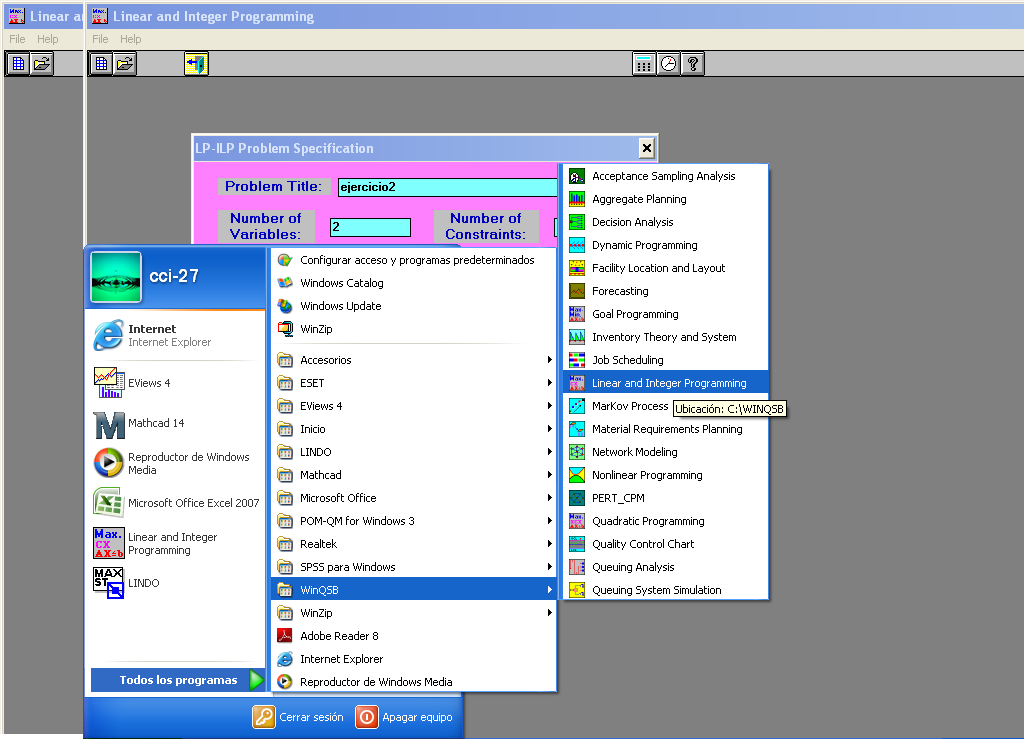 Linear a
Linear and Integer Programming
File Help
File Help
LP-ILP Problem Specification
Problem Title:
ejercicio2
Number of
Variables:
2
Number of
Constraints:
cci-27
Internet
Internet Explorer
EViews 4
Mathcad 14
Reproductor de Windows
Media
Microsoft Office Excel 2007
Max.
CX
AX≤b
Linear and Integer
Programming
MAX
ST
LINDO
Todos los programas
Cerrar sesión
Apagar equipo
Configurar acceso y programas predeterminados
Windows Catalog
Windows Update
WinZip
Accesorios
ESET
EViews 4
Inicio
LINDO
Mathcad
Microsoft Office
POM-QM for Windows 3
Realtek
SPSS para Windows
WinQSB
WinZip
Adobe Reader 8
Internet Explorer
Reproductor de Windows Media
Acceptance Sampling Analysis
Aggregate Planning
Decision Analysis
Dynamic Programming
Facility Location and Layout
Forecasting
Goal Programming
Inventory Theory and System
Job Scheduling
Linear and Integer Programming
MarKov Process
Ubicación: C:\WINQSB
Material Requirements Planning
Network Modeling
Nonlinear Programming
PERT_CPM
Quadratic Programming
Quality Control Chart
Queuing Analysis
Queuing System Simulation